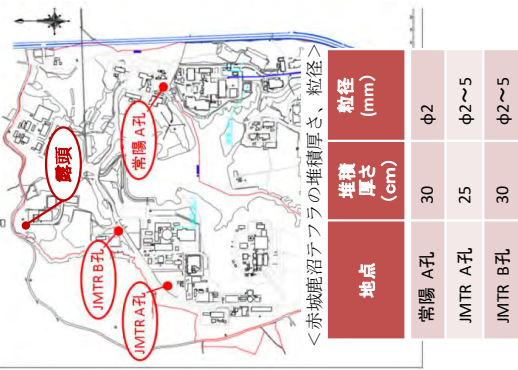 露頭
常陽 A孔
JMTR B孔
JMTR A孔
＜赤城鹿沼テフラの堆積厚さ、粒径＞
地点 堆積厚さ（cm） 粒径（mm）
常陽 A孔 30 φ2
JMTR A孔 25 φ2～5
JMTR B孔 30 φ2～5